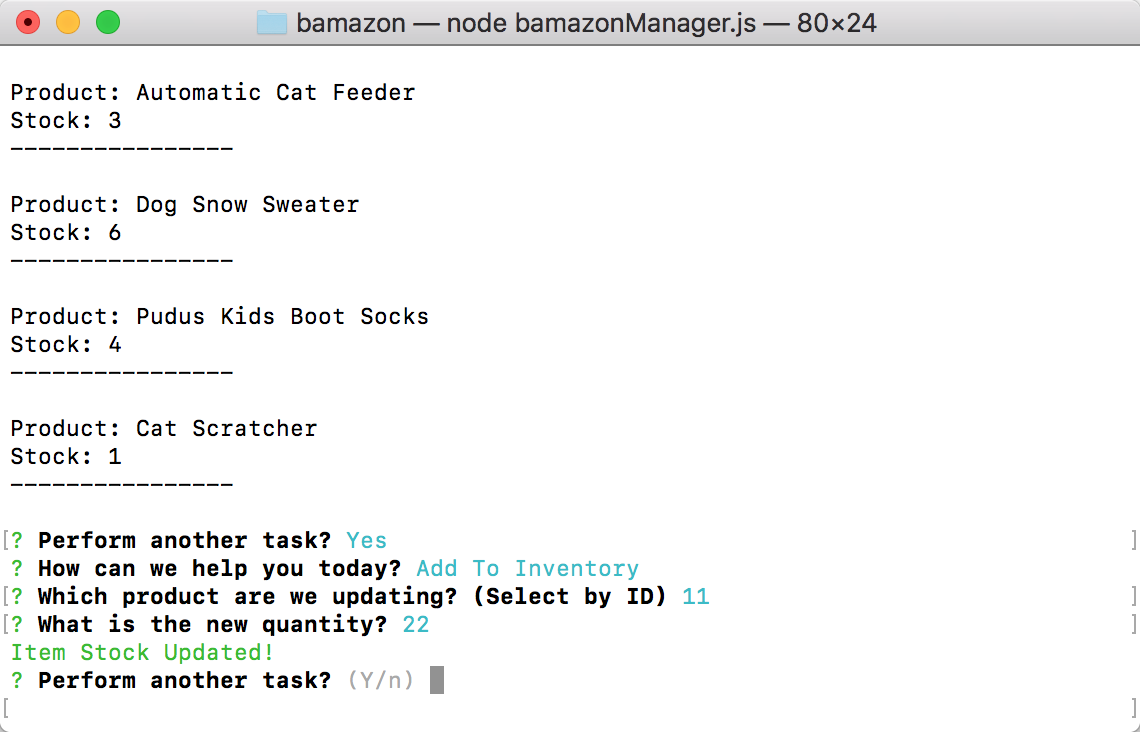 bamazon — node bamazonManager.js — 80×24
Product: Automatic Cat Feeder
Stock: 3
----------------
Product: Dog Snow Sweater
Stock: 6
----------------
Product: Pudus Kids Boot Socks
Stock: 4
----------------
Product: Cat Scratcher
Stock: 1
----------------
[? Perform another task? Yes ]
? How can we help you today? Add To Inventory
[? Which product are we updating? (Select by ID) 11 ]
[? What is the new quantity? 22 ]
Item Stock Updated!
? Perform another task? (Y/n)
[ ]